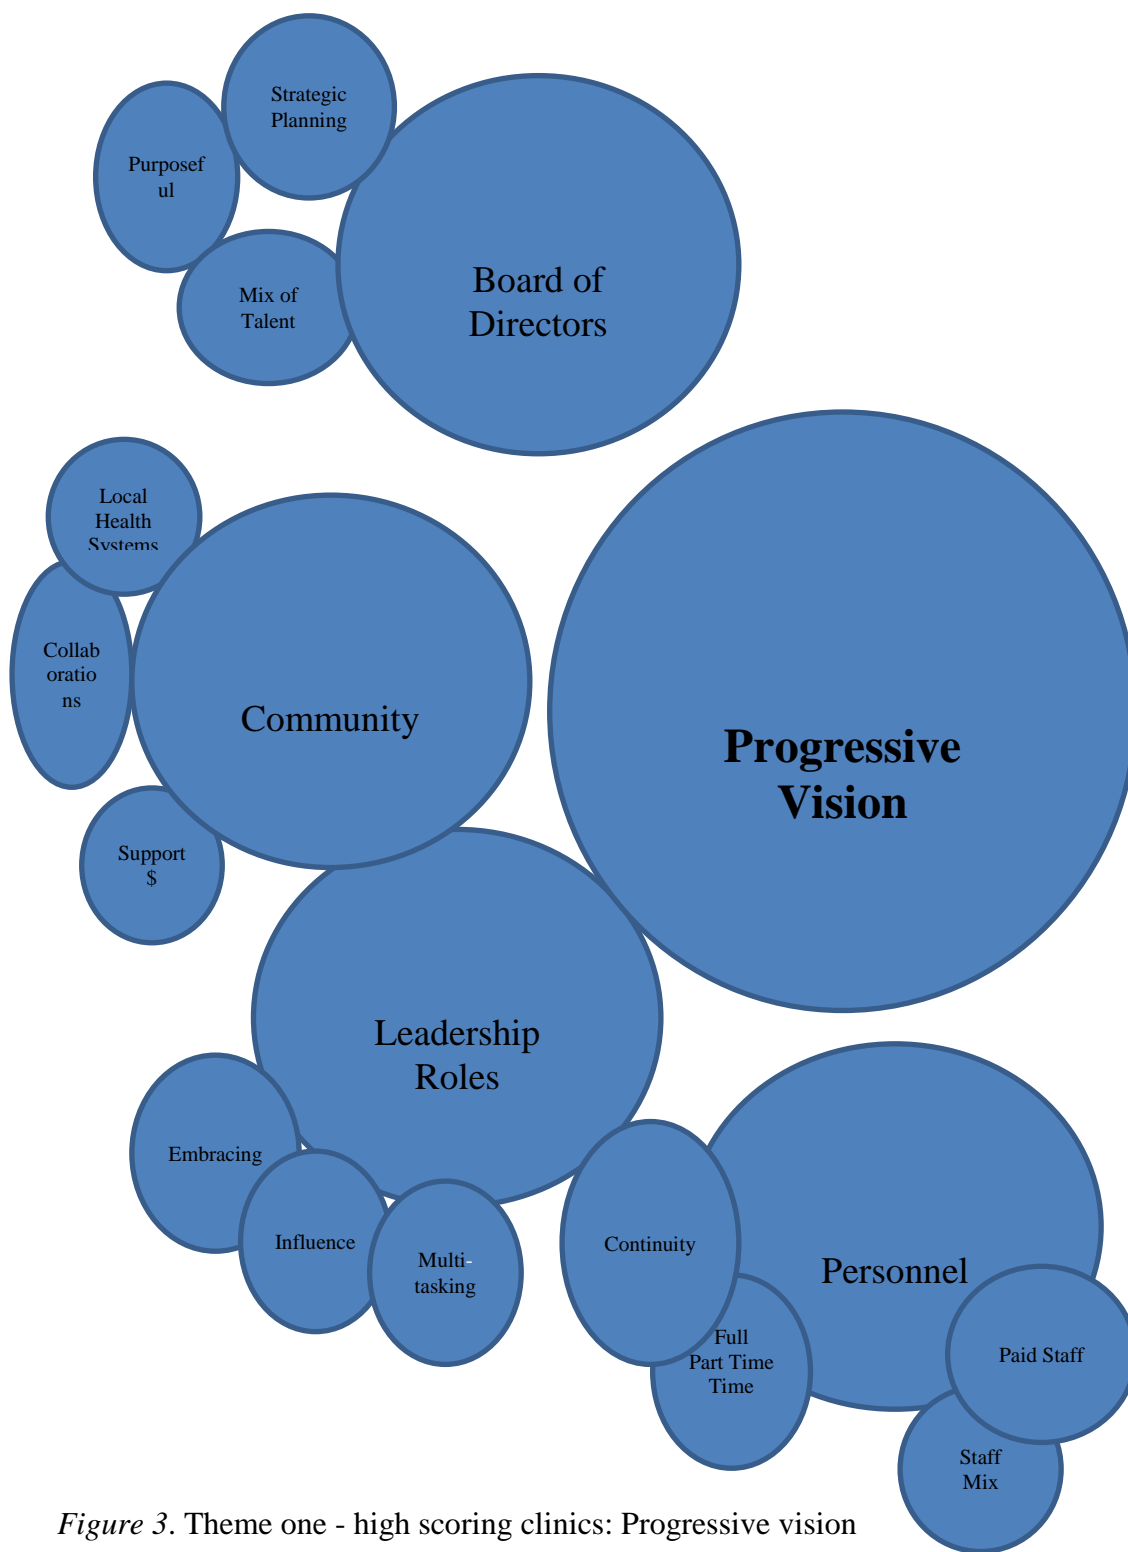 Strategic
Planning
Purposef
ul
Mix of
Talent
Board of
Directors
Local
Health
Systems
Collab
oratio
ns
Community
Support
$
Progressive
Vision
Leadership
Roles
Embracing
Influence
Multi-
tasking
Continuity
Personnel
Full
Part Time
Time
Paid Staff
Staff
Mix
Figure 3. Theme one - high scoring clinics: Progressive vision